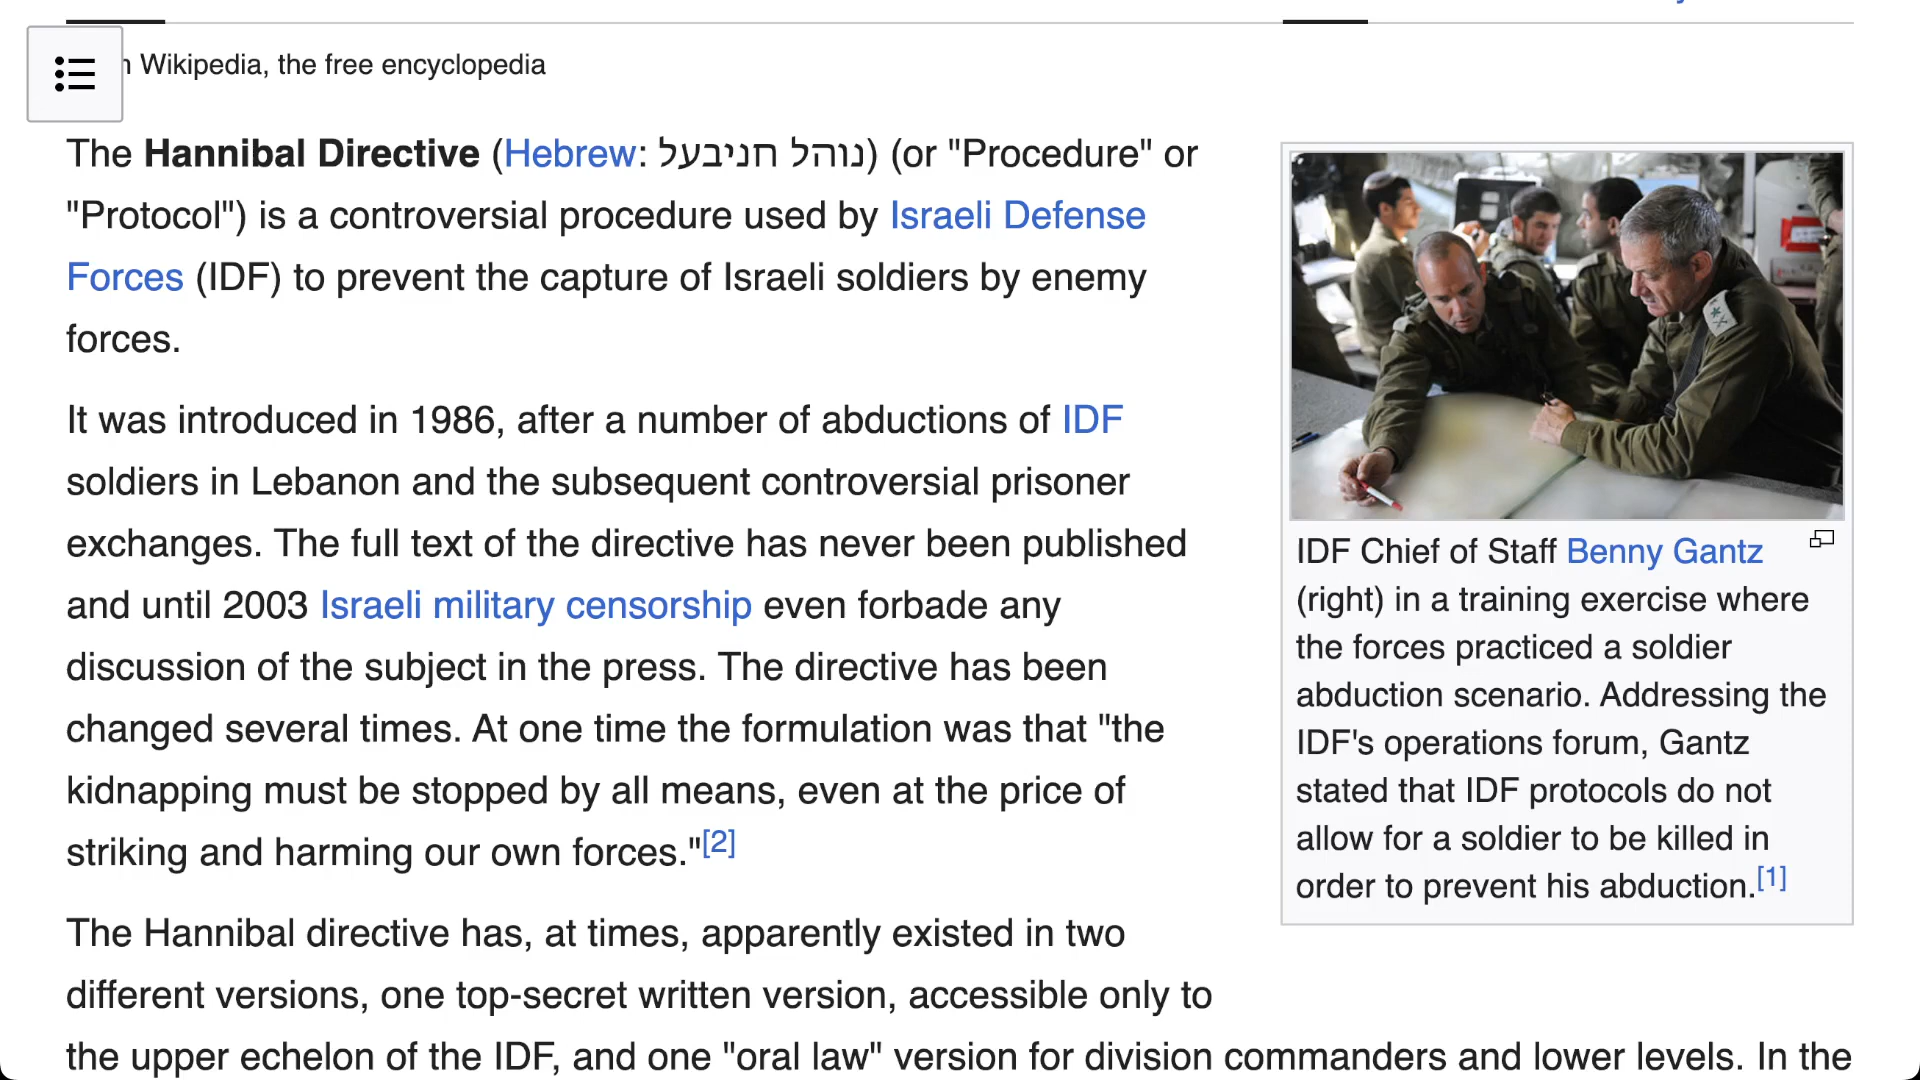 Wikipedia, the free encyclopedia
The Hannibal Directive (Hebrew: נוהל חניבעל) (or "Procedure" or
"Protocol") is a controversial procedure used by Israeli Defense
Forces (IDF) to prevent the capture of Israeli soldiers by enemy
forces.
It was introduced in 1986, after a number of abductions of IDF
soldiers in Lebanon and the subsequent controversial prisoner
exchanges. The full text of the directive has never been published
and until 2003 Israeli military censorship even forbade any
discussion of the subject in the press. The directive has been
changed several times. At one time the formulation was that "the
kidnapping must be stopped by all means, even at the price of
striking and harming our own forces."[2]
IDF Chief of Staff Benny Gantz
(right) in a training exercise where
the forces practiced a soldier
abduction scenario. Addressing the
IDF's operations forum, Gantz
stated that IDF protocols do not
allow for a soldier to be killed in
order to prevent his abduction.[1]
The Hannibal directive has, at times, apparently existed in two
different versions, one top-secret written version, accessible only to
the upper echelon of the IDF, and one "oral law" version for division commanders and lower levels. In the